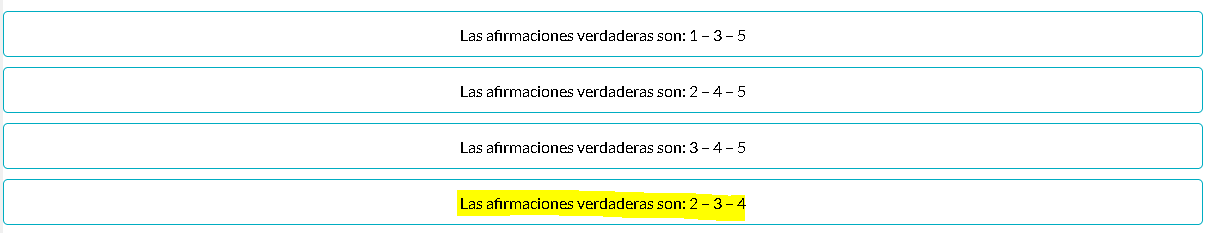 Las afirmaciones verdaderas son: 1 – 3 – 5
Las afirmaciones verdaderas son: 2 – 4 – 5
Las afirmaciones verdaderas son: 3 – 4 – 5
Las afirmaciones verdaderas son: 2 – 3 – 4